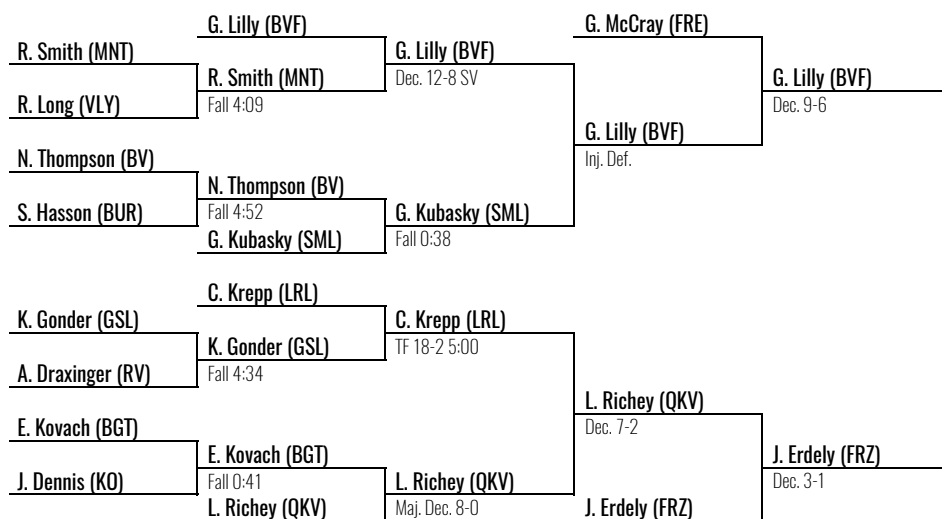 G. Lilly (BVF)
G. McCray (FRE)
R. Smith (MNT)
G. Lilly (BVF)
R. Smith (MNT)
Dec. 12-8 SV
G. Lilly (BVF)
R. Long (VLY)
Fall 4:09
Dec. 9-6
G. Lilly (BVF)
N. Thompson (BV)
Inj. Def.
N. Thompson (BV)
S. Hasson (BUR)
Fall 4:52
G. Kubasky (SML)
G. Kubasky (SML)
Fall 0:38
C. Krepp (LRL)
K. Gonder (GSL)
C. Krepp (LRL)
K. Gonder (GSL)
TF 18-2 5:00
A. Draxinger (RV)
Fall 4:34
L. Richey (QKV)
E. Kovach (BGT)
Dec. 7-2
E. Kovach (BGT)
J. Erdely (FRZ)
J. Dennis (KO)
Fall 0:41
L. Richey (QKV)
Dec. 3-1
L. Richey (QKV)
Maj. Dec. 8-0
J. Erdely (FRZ)